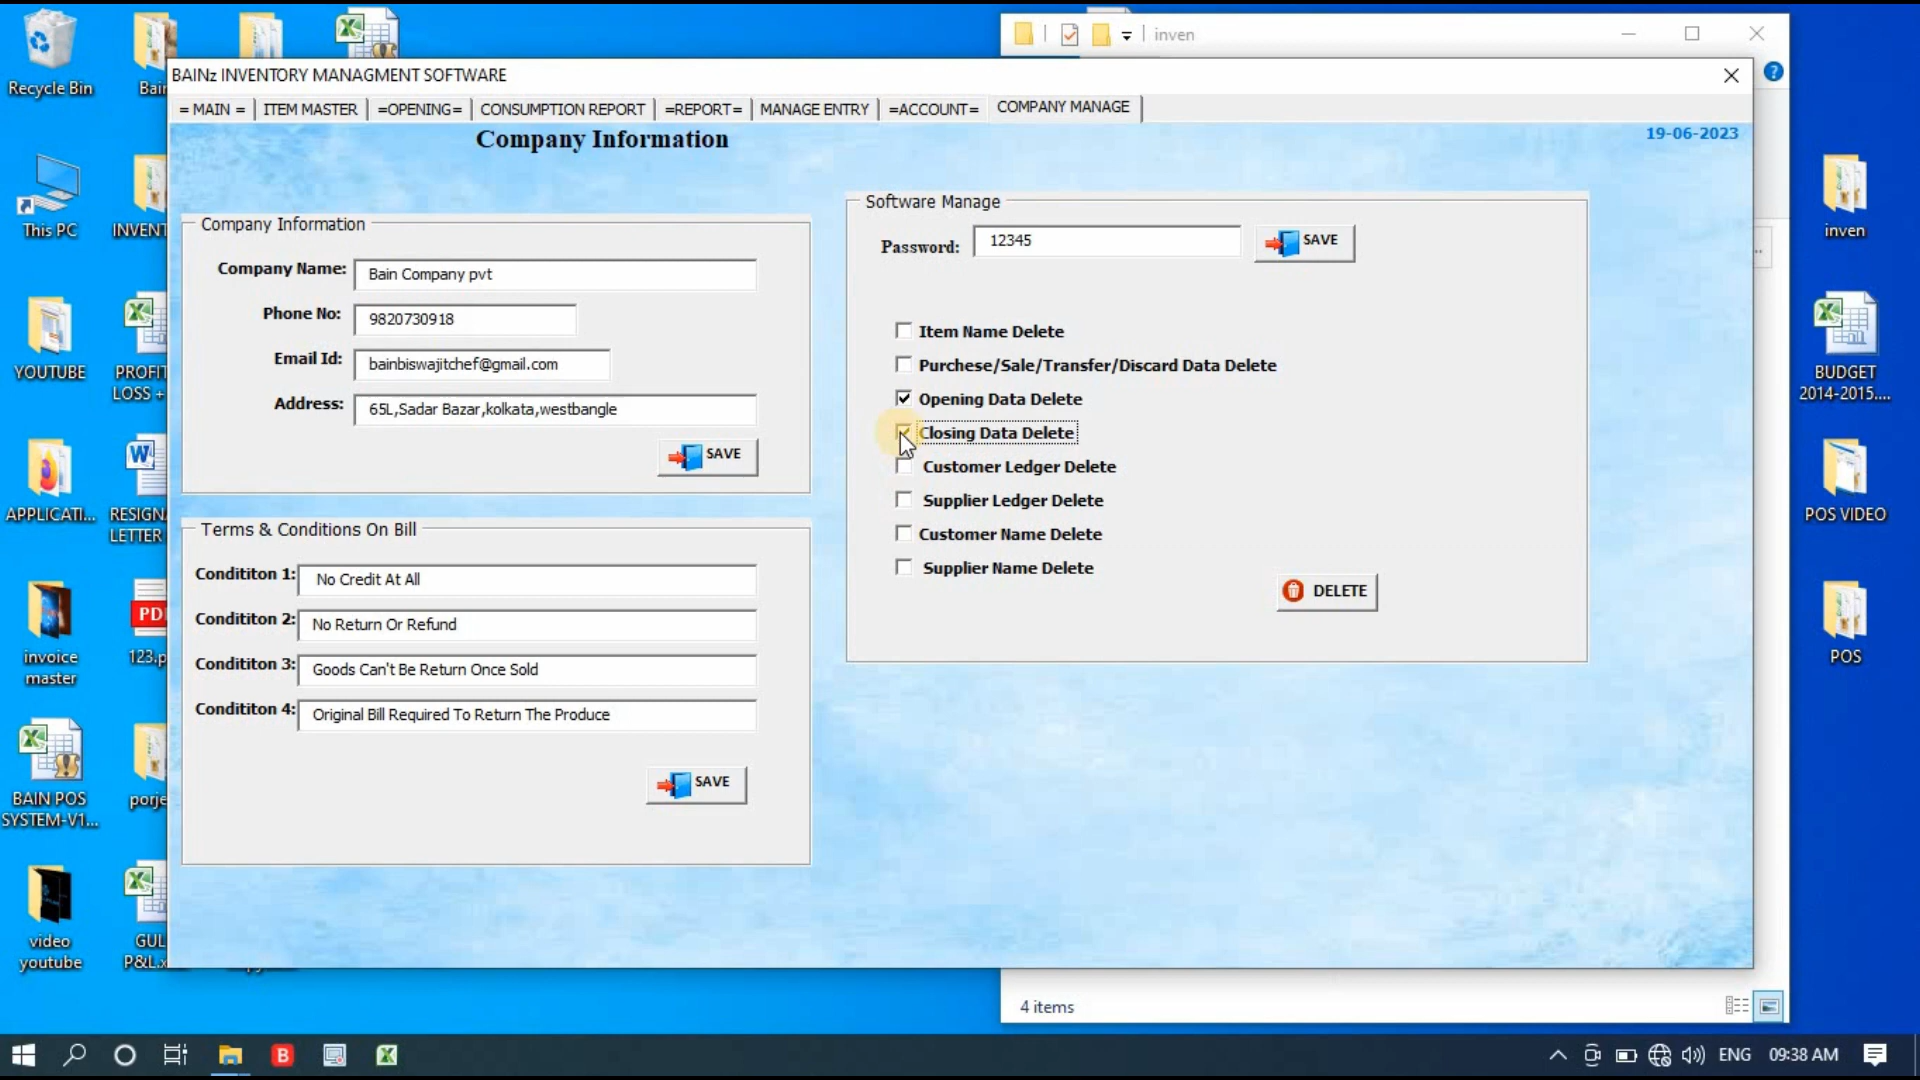 Recycle Bin
Bain
inven
BAINz INVENTORY MANAGMENT SOFTWARE
= MAIN =
ITEM MASTER
=OPENING=
CONSUMPTION REPORT
=REPORT=
MANAGE ENTRY
=ACCOUNT=
COMPANY MANAGE
Company Information
19-06-2023
Company Information
Company Name:
Bain Company pvt
Phone No:
9820730918
Email Id:
bainbiswajitchef@gmail.com
Address:
65L,Sadar Bazar,kolkata,westbangle
SAVE
Terms & Conditions On Bill
Condititon 1:
No Credit At All
Condititon 2:
No Return Or Refund
Condititon 3:
Goods Can't Be Return Once Sold
Condititon 4:
Original Bill Required To Return The Produce
SAVE
Software Manage
Password:
12345
SAVE
Item Name Delete
Purchese/Sale/Transfer/Discard Data Delete
Opening Data Delete
Closing Data Delete
Customer Ledger Delete
Supplier Ledger Delete
Customer Name Delete
Supplier Name Delete
DELETE
This PC
INVENT
YOUTUBE
PROFIT
LOSS +
APPLICATI...
RESIGNA
LETTER
invoice
master
PDF
123.p
BAIN POS
SYSTEM-V1...
porje
video
youtube
GUL
P&L.x
inven
BUDGET
2014-2015....
POS VIDEO
POS
4 items
B
ENG
09:38 AM